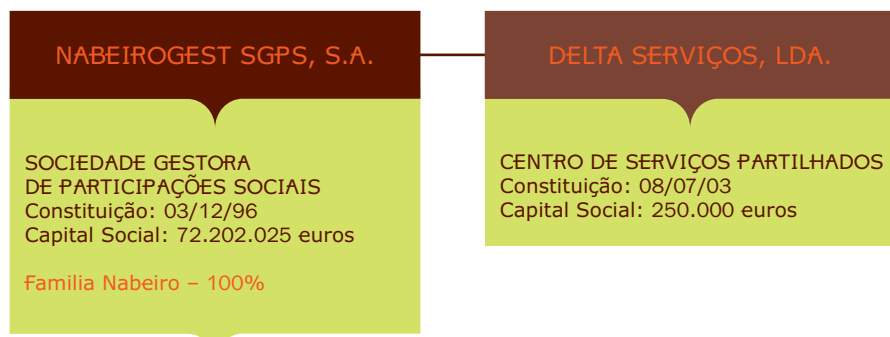 NABEIROGEST SGPS, S.A.
SOCIEDADE GESTORA
DE PARTICIPAÇÕES SOCIAIS
Constituição: 03/12/96
Capital Social: 72.202.025 euros
Familia Nabeiro – 100%
DELTA SERVIÇOS, LDA.
CENTRO DE SERVIÇOS PARTILHADOS
Constituição: 08/07/03
Capital Social: 250.000 euros